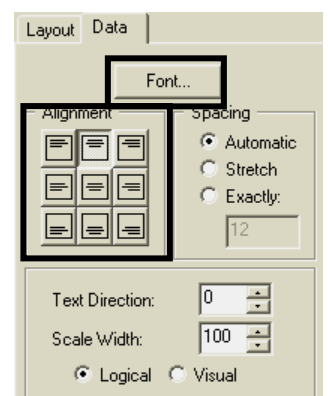 Layout Data
Font...
Alignment Spacing
Automatic
Stretch
Exactly:
12
Text Direction: 0
Scale Width: 100
Logical Visual